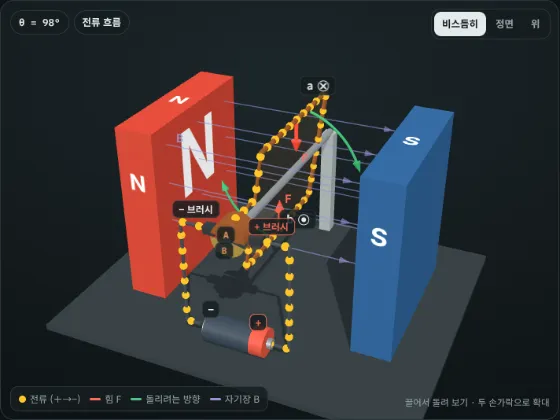 θ = 98°
전류 흐름
비스듬히
정면
위
a ⊗
N
N
N
S
S
− 브러시
F
+ 브러시
A
B
−
+
전류 (+→−)
힘 F
돌리려는 방향
자기장 B
끌어서 돌려 보기 · 두 손가락으로 확대